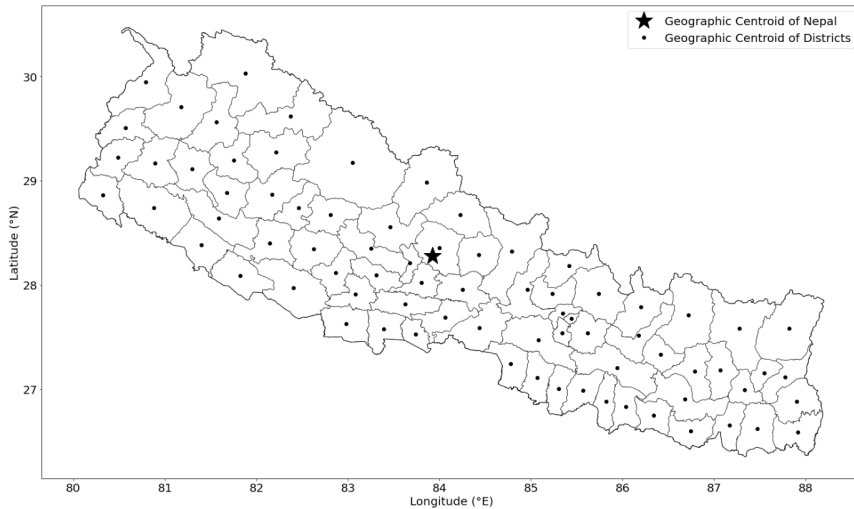 Geographic Centroid of Nepal
Geographic Centroid of Districts
30
29
28
27
Latitude (°N)
80 81 82 83 84 85 86 87 88
Longitude (°E)